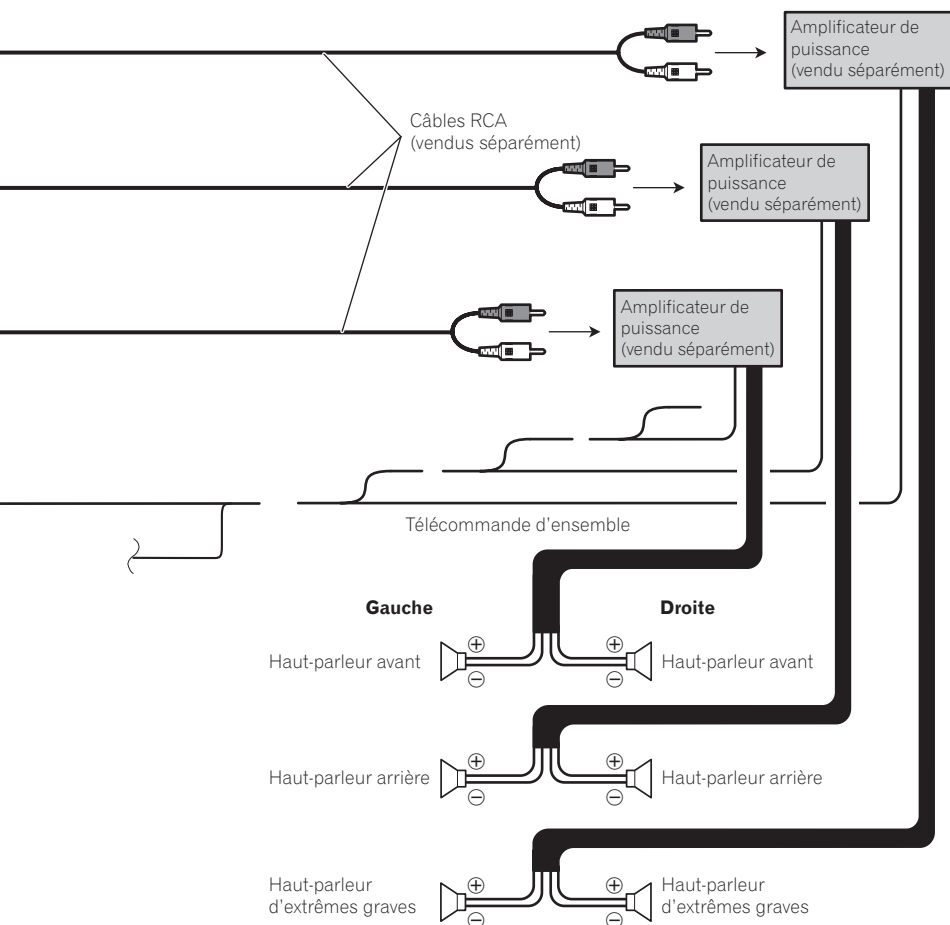 Amplificateur de
puissance
(vendu séparément)
Câbles RCA
(vendus séparément)
Amplificateur de
puissance
(vendu séparément)
Amplificateur de
puissance
(vendu séparément)
Télécommande d'ensemble
Gauche
Droite
Haut-parleur avant
Haut-parleur avant
Haut-parleur arrière
Haut-parleur arrière
Haut-parleur
d'extrêmes graves
Haut-parleur
d'extrêmes graves